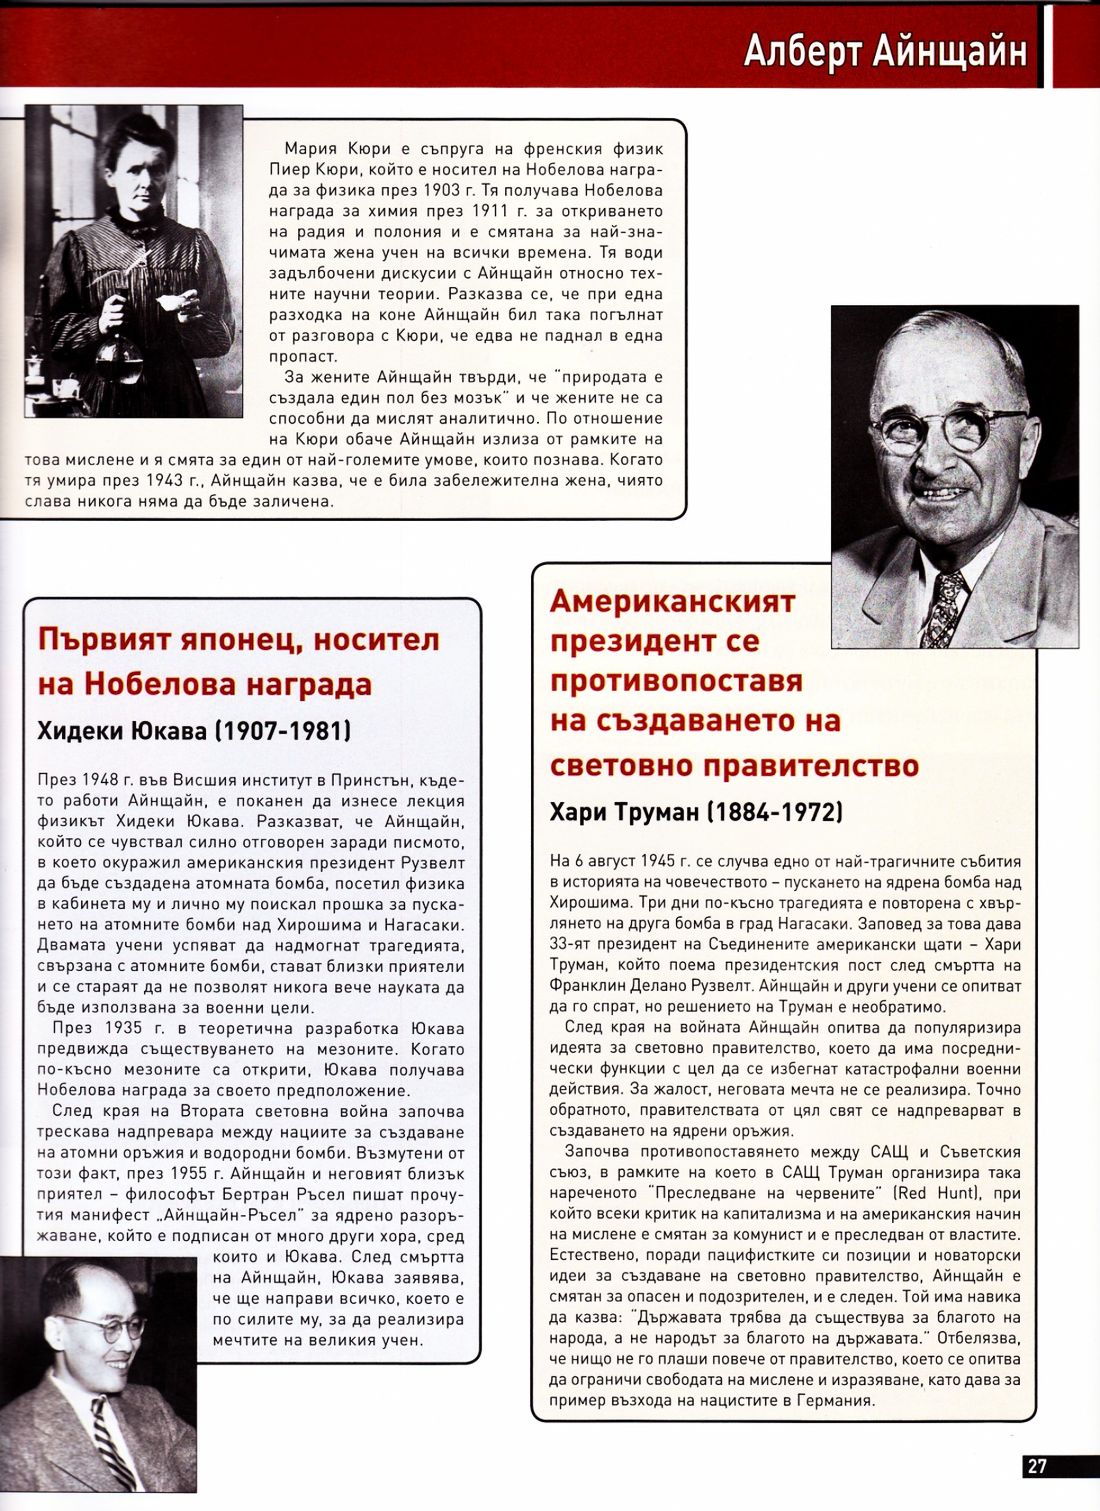 Алберт Айнщайн
Мария Кюри е съпруга на френския физик
Пиер Кюри, който е носител на Нобелова награ-
да за физика през 1903 г. Тя получава Нобелова
награда за химия през 1911 г. за откриването
на радия и полония и е смятана за най-зна-
чимата жена учен на всички времена. Тя води
задълбочени дискусии с Айнщайн относно тех-
ните научни теории. Разказва се, че при една
разходка на коне Айнщайн бил така погълнат
от разговора с Кюри, че едва не паднал в една
пропаст.
За жените Айнщайн твърди, че "природата е
създала един пол без мозък" и че жените не са
способни да мислят аналитично. По отношение
на Кюри обаче Айнщайн излиза от рамките на
това мислене и я смята за един от най-големите умове, които познава. Когато
тя умира през 1943 г., Айнщайн казва, че е била забележителна жена, чиято
слава никога няма да бъде заличена.
Първият японец, носител
на Нобелова награда
Хидеки Юкава (1907-1981)
През 1948 г. във Висшия институт в Принстън, къде-
то работи Айнщайн, е поканен да изнесе лекция
физикът Хидеки Юкава. Разказват, че Айнщайн,
който се чувствал силно отговорен заради писмото,
в което окуражил американския президент Рузвелт
да бъде създадена атомната бомба, посетил физика
в кабинета му и лично му поискал прошка за пуска-
нето на атомните бомби над Хирошима и Нагасаки.
Двамата учени успяват да надмогнат трагедията,
свързана с атомните бомби, стават близки приятели
и се стараят да не позволят никога вече науката да
бъде използвана за военни цели.
През 1935 г. в теоретична разработка Юкава
предвижда съществуването на мезоните. Когато
по-късно мезоните са открити, Юкава получава
Нобелова награда за своето предположение.
След края на Втората световна война започва
трескава надпревара между нациите за създаване
на атомни оръжия и водородни бомби. Възмутени от
този факт, през 1955 г. Айнщайн и неговият близък
приятел – философът Бертран Ръсел пишат прочу-
тия манифест „Айнщайн-Ръсел" за ядрено разоръ-
жаване, който е подписан от много други хора, сред
които и Юкава. След смъртта
на Айнщайн, Юкава заявява,
че ще направи всичко, което е
по силите му, за да реализира
мечтите на великия учен.
Американският
президент се
противопоставя
на създаването на
световно правителство
Хари Труман (1884-1972)
На 6 август 1945 г. се случва едно от най-трагичните събития
в историята на човечеството – пускането на ядрена бомба над
Хирошима. Три дни по-късно трагедията е повторена с хвър-
лянето на друга бомба в град Нагасаки. Заповед за това дава
33-ят президент на Съединените американски щати – Хари
Труман, който поема президентския пост след смъртта на
Франклин Делано Рузвелт. Айнщайн и други учени се опитват
да го спрат, но решението на Труман е необратимо.
След края на войната Айнщайн опитва да популяризира
идеята за световно правителство, което да има посредни-
чески функции с цел да се избегнат катастрофални военни
действия. За жалост, неговата мечта не се реализира. Точно
обратното, правителствата от цял свят се надпреварват в
създаването на ядрени оръжия.
Започва противопоставянето между САЩ и Съветския
съюз, в рамките на което в САЩ Труман организира така
нареченото "Преследване на червените" (Red Hunt), при
който всеки критик на капитализма и на американския начин
на мислене е смятан за комунист и е преследван от властите.
Естествено, поради пацифистките си позиции и новаторски
идеи за създаване на световно правителство, Айнщайн е
смятан за опасен и подозрителен, и е следен. Той има навика
да казва: "Държавата трябва да съществува за благото на
народа, а не народът за благото на държавата." Отбелязва,
че нищо не го плаши повече от правителство, което се опитва
да ограничи свободата на мислене и изразяване, като дава за
пример възхода на нацистите в Германия.
27